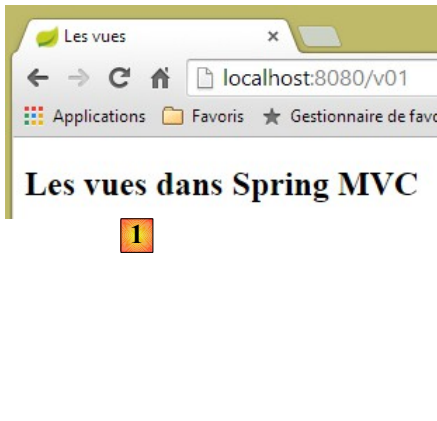 Les vues
localhost:8080/v01
Applications Favoris Gestionnaire de favo
Les vues dans Spring MVC
1